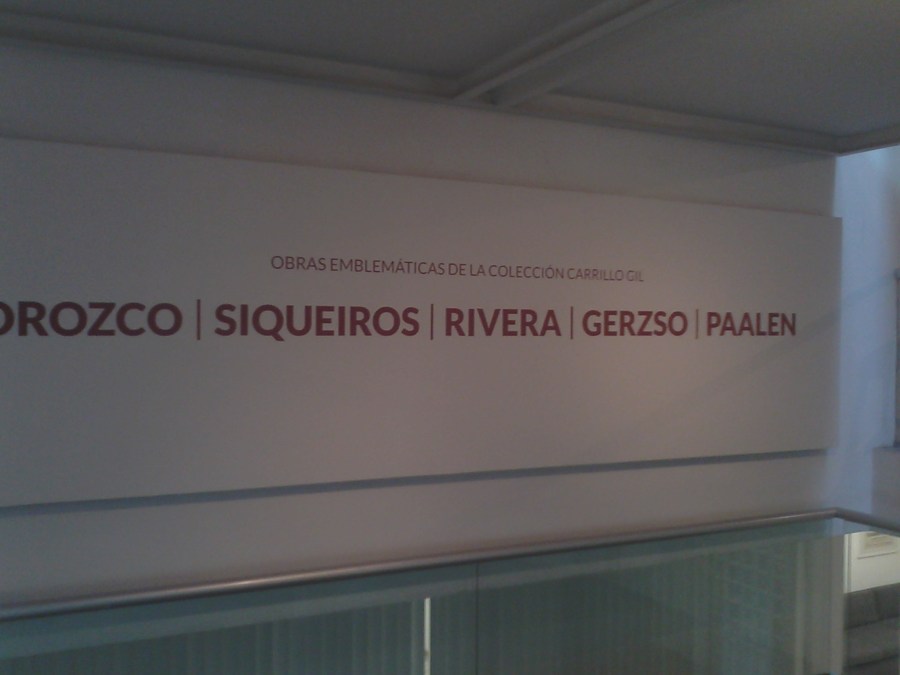 OBRAS EMBLEMÁTICAS DE LA COLECCIÓN CARRILLO GIL
OROZCO | SIQUEIROS | RIVERA | GERZSO | PAALEN